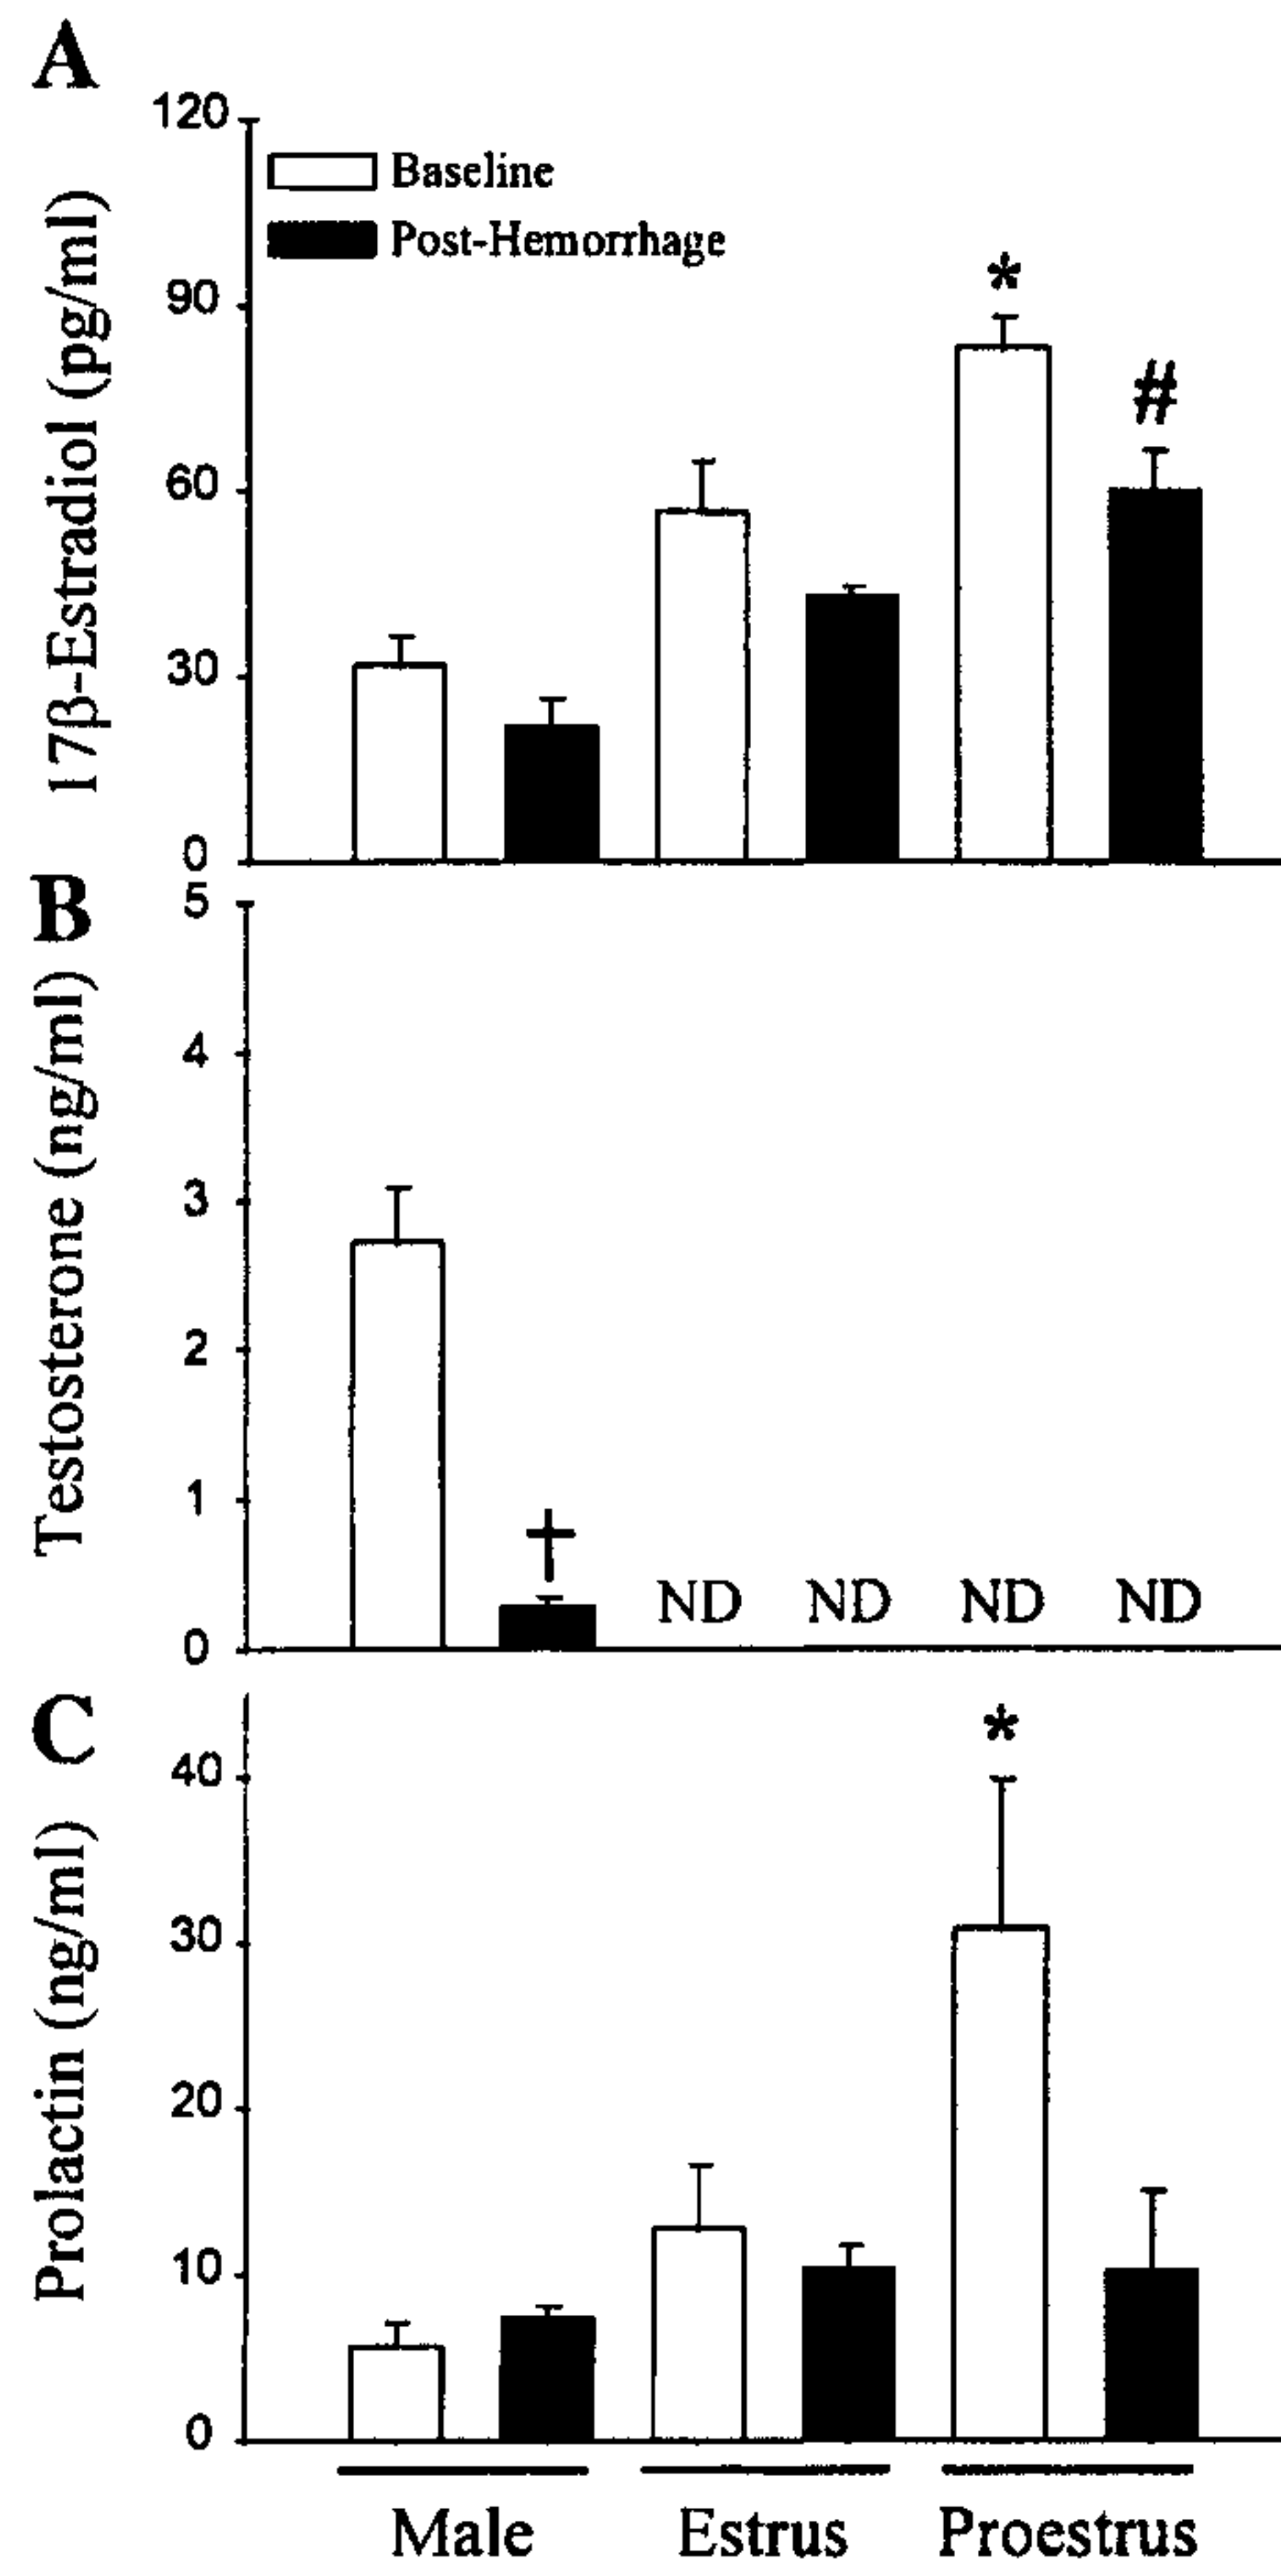 A
17β-Estradiol (pg/ml)
120
90
60
30
0
Baseline
Post-Hemorrhage
*
#
B
Testosterone (ng/ml)
5
4
3
2
1
0
†
ND ND ND ND
C
Prolactin (ng/ml)
40
30
20
10
0
*
Male Estrus Proestrus